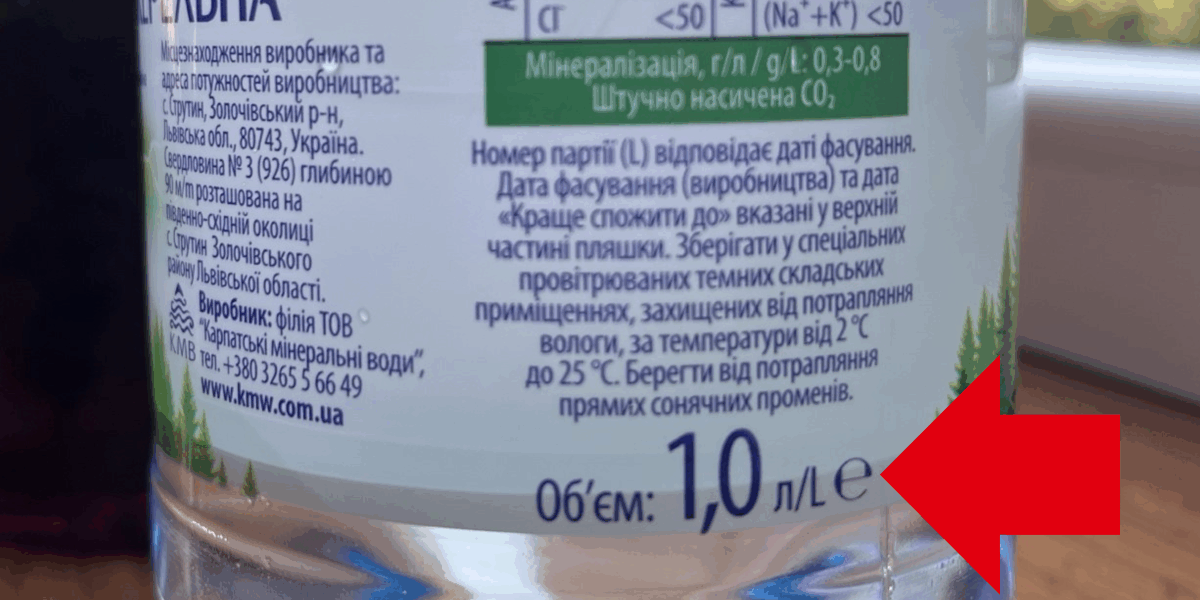 Місцезнаходження виробника та
адреса потужностей виробництва:
с. Струтин, Золочівський р-н,
Львівська обл., 80743, Україна.
Свердловина № 3 (926) глибиною
90 м/m розташована на
південно-східній околиці
с. Струтин Золочівського
району Львівської області.
KMB
Виробник: філія ТОВ
"Карпатські мінеральні води",
тел. +380 3265 5 66 49
www.kmw.com.ua
Cl⁻ <50 (Na⁺+K⁺) <50
Мінералізація, г/л / g/L: 0,3-0,8
Штучно насичена CO₂
Номер партії (L) відповідає даті фасування.
Дата фасування (виробництва) та дата
«Краще спожити до» вказані у верхній
частині пляшки. Зберігати у спеціальних
провітрюваних темних складських
приміщеннях, захищених від потрапляння
вологи, за температури від 2 °C
до 25 °C. Берегти від потрапляння
прямих сонячних променів.
Об'єм: 1,0 л/L ℮